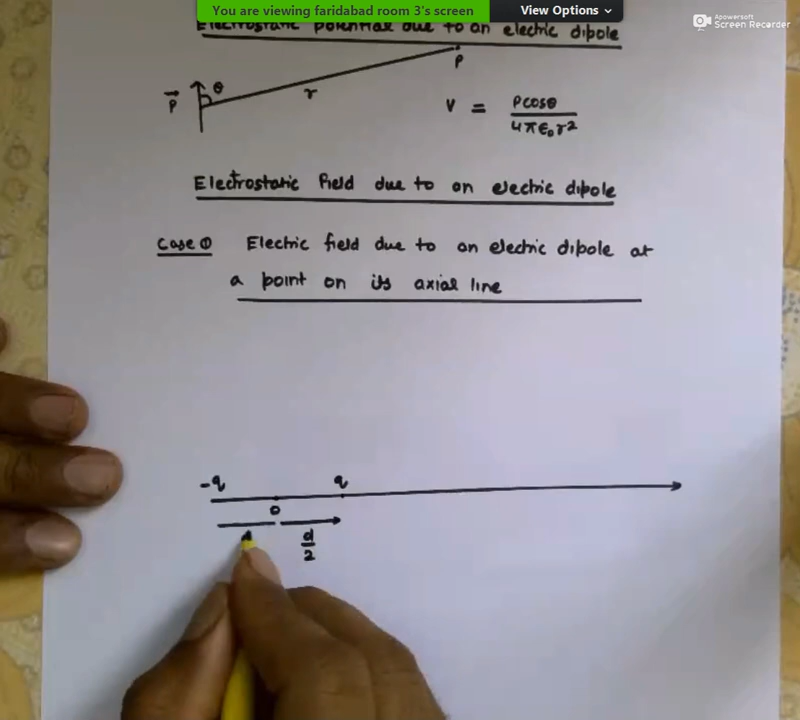 You are viewing faridabad room 3's screen
View Options
Apowersoft
Screen Recorder
Electrostatic potential due to an electric dipole
P
θ
r
P
V = Pcosθ / 4πε₀r²
Electrostatic Field due to an electric dipole
Case ① Electric field due to an electric dipole at
a point on its axial line
-q
q
O
d
d/2